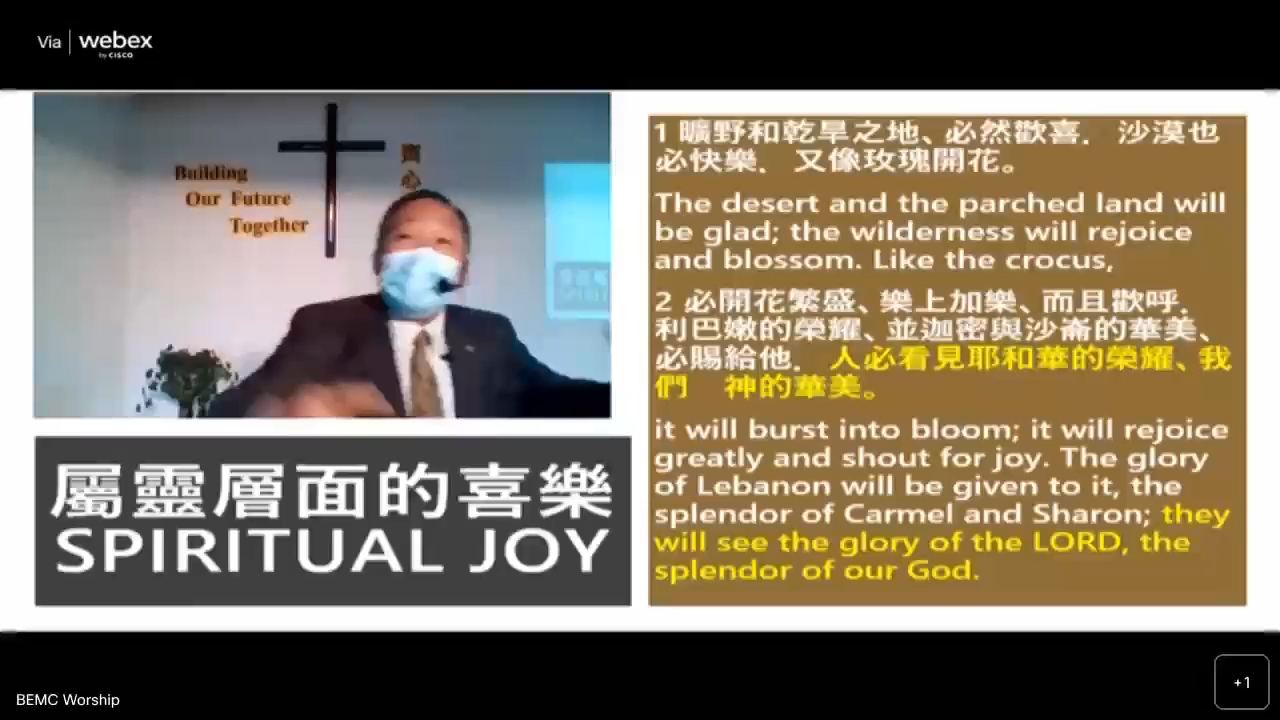 Via webex
by CISCO
Building
Our Future
Together
心
1 曠野和乾旱之地、必然歡喜．沙漠也
必快樂．又像玫瑰開花。
The desert and the parched land will
be glad; the wilderness will rejoice
and blossom. Like the crocus,
2 必開花繁盛、樂上加樂、而且歡呼．
利巴嫩的榮耀、並迦密與沙崙的華美、
必賜給他．人必看見耶和華的榮耀、我
們　神的華美。
it will burst into bloom; it will rejoice
greatly and shout for joy. The glory
of Lebanon will be given to it, the
splendor of Carmel and Sharon; they
will see the glory of the LORD, the
splendor of our God.
屬靈層面的喜樂
SPIRITUAL JOY
BEMC Worship
+1